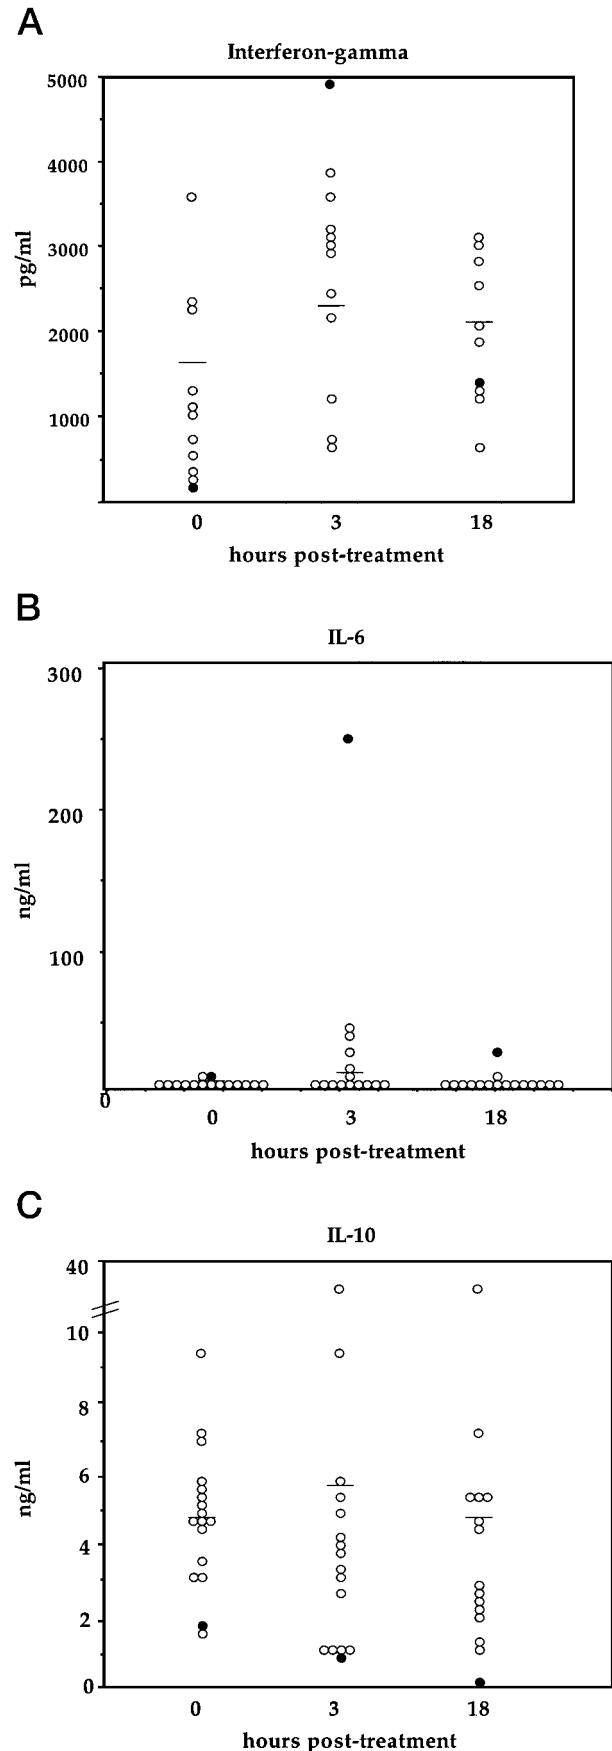 A
Interferon-gamma
5000
4000
3000
2000
1000
pg/ml
0 3 18
hours post-treatment
B
IL-6
300
200
100
0
ng/ml
0 3 18
hours post-treatment
C
IL-10
40
10
8
6
4
2
0
ng/ml
0 3 18
hours post-treatment